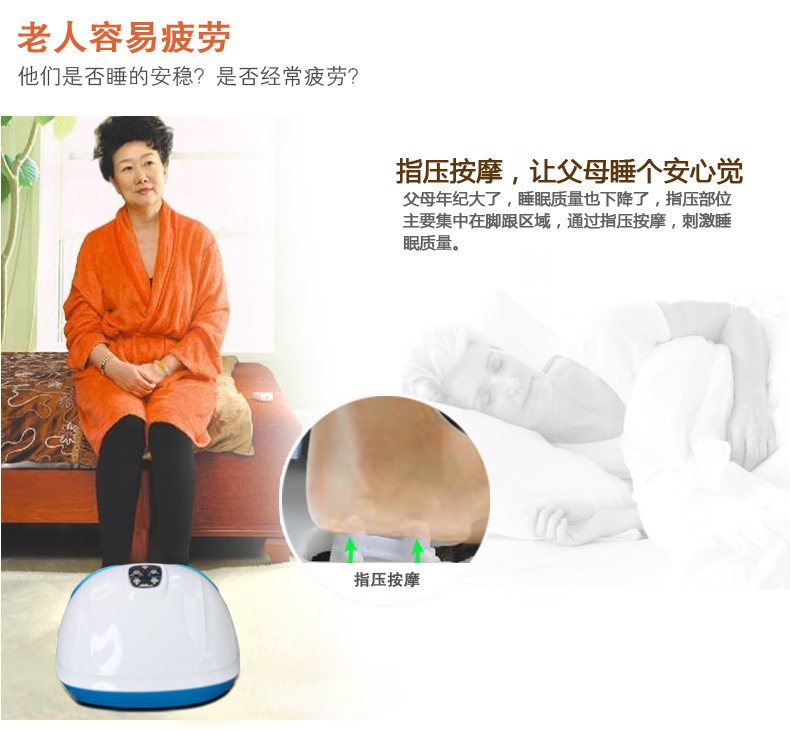 老人容易疲劳
他们是否睡的安稳？是否经常疲劳？
指压按摩，让父母睡个安心觉
父母年纪大了，睡眠质量也下降了，指压部位
主要集中在脚跟区域，通过指压按摩，刺激睡
眠质量。
指压按摩